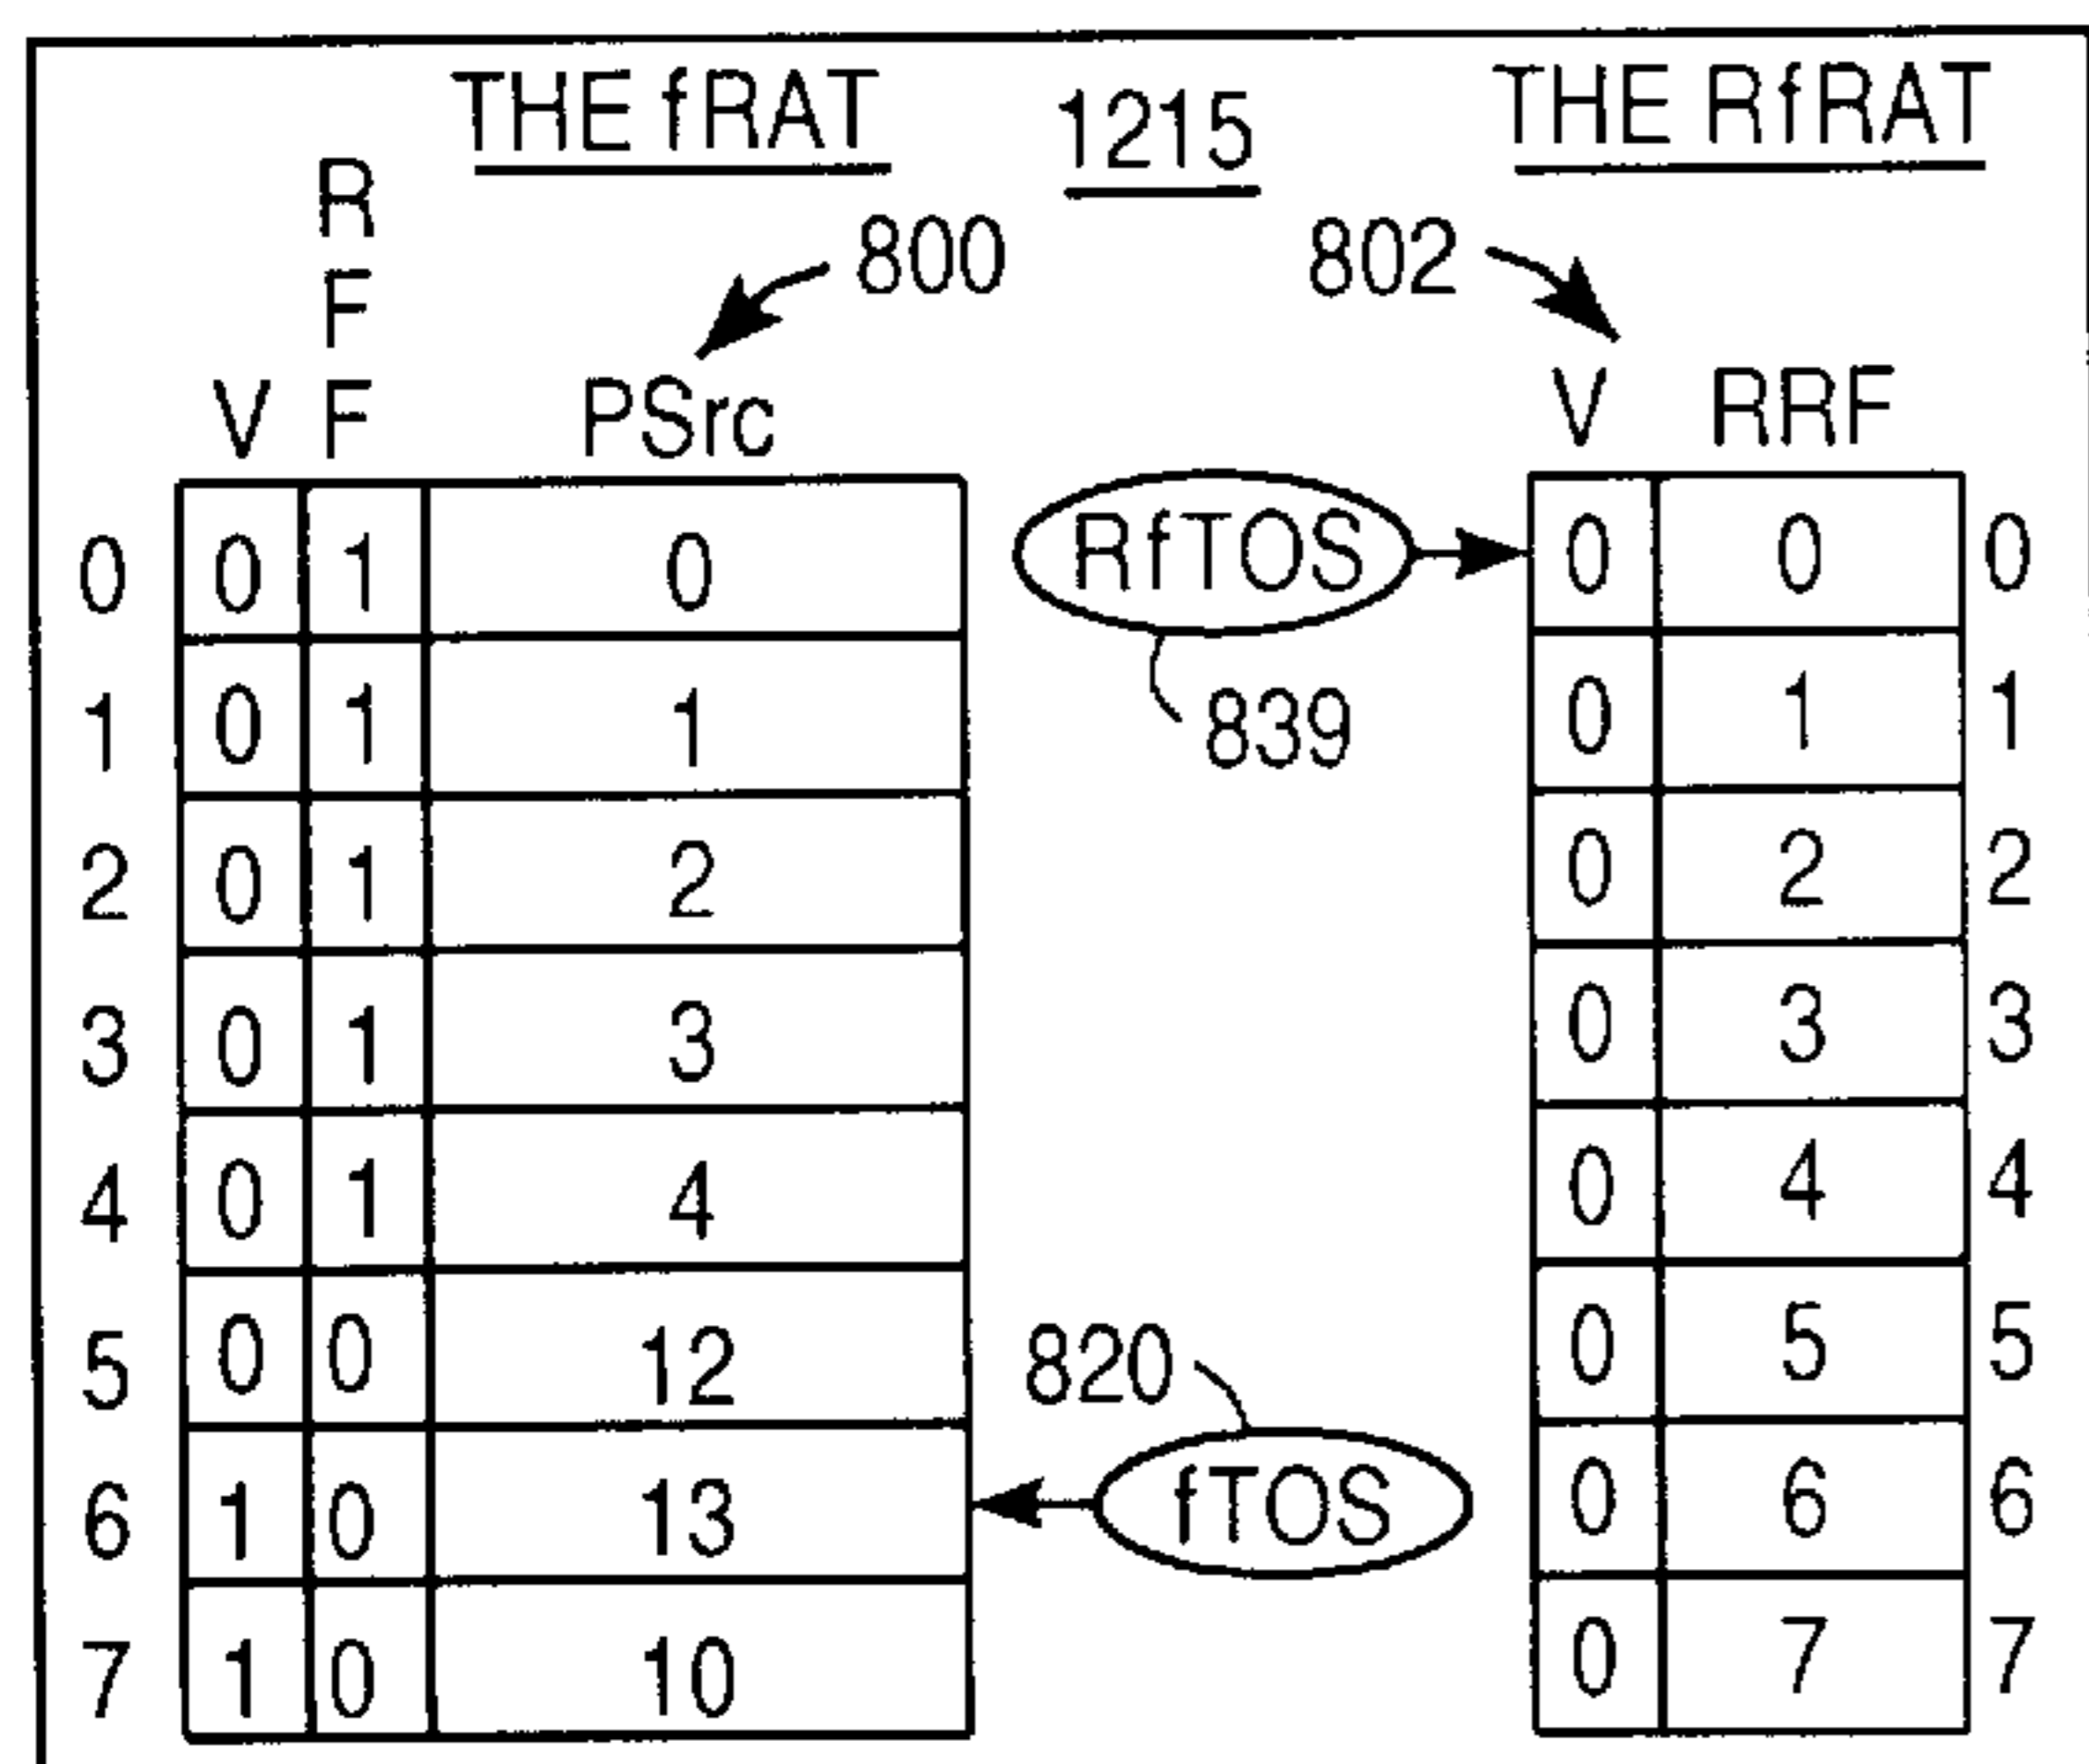 THE fRAT 1215 THE RfRAT
R
F
800 802
V F PSrc V RRF
0 0 1 0 RfTOS 0 0 0
1 0 1 1 839 0 1 1
2 0 1 2 0 2 2
3 0 1 3 0 3 3
4 0 1 4 0 4 4
5 0 0 12 820 0 5 5
6 1 0 13 fTOS 0 6 6
7 1 0 10 0 7 7